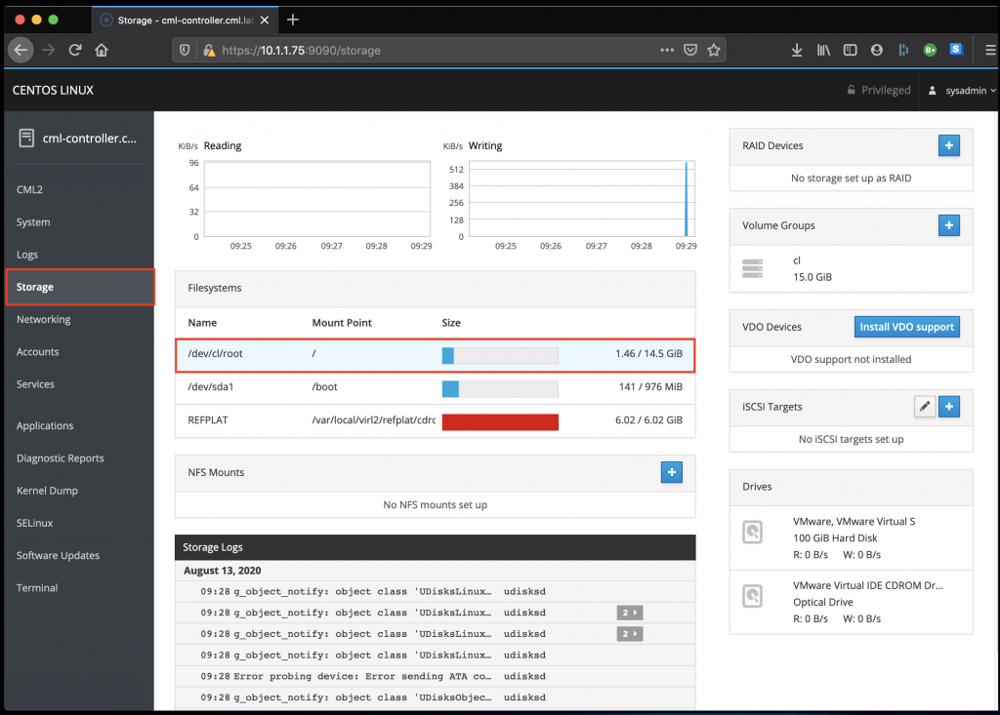 Storage - cml-controller.cml.la
https://10.1.1.75:9090/storage
CENTOS LINUX
Privileged
sysadmin
cml-controller.c...
CML2
System
Logs
Storage
Networking
Accounts
Services
Applications
Diagnostic Reports
Kernel Dump
SELinux
Software Updates
Terminal
KiB/s Reading
96
64
32
0
09:25 09:26 09:27 09:28 09:29
KiB/s Writing
512
384
256
128
0
09:25 09:26 09:27 09:28 09:29
Filesystems
Name Mount Point Size
/dev/cl/root / 1.46 / 14.5 GiB
/dev/sda1 /boot 141 / 976 MiB
REFPLAT /var/local/virl2/refplat/cdrc 6.02 / 6.02 GiB
NFS Mounts
No NFS mounts set up
Storage Logs
August 13, 2020
09:28 g_object_notify: object class 'UDisksLinux... udisksd
09:28 g_object_notify: object class 'UDisksLinux... udisksd 2
09:28 g_object_notify: object class 'UDisksLinux... udisksd 2
09:28 g_object_notify: object class 'UDisksLinux... udisksd
09:28 Error probing device: Error sending ATA co... udisksd
09:28 g_object_notify: object class 'UDisksObjec... udisksd
RAID Devices
No storage set up as RAID
Volume Groups
cl
15.0 GiB
VDO Devices Install VDO support
VDO support not installed
iSCSI Targets
No iSCSI targets set up
Drives
VMware, VMware Virtual S
100 GiB Hard Disk
R: 0 B/s W: 0 B/s
VMware Virtual IDE CDROM Dr...
Optical Drive
R: 0 B/s W: 0 B/s